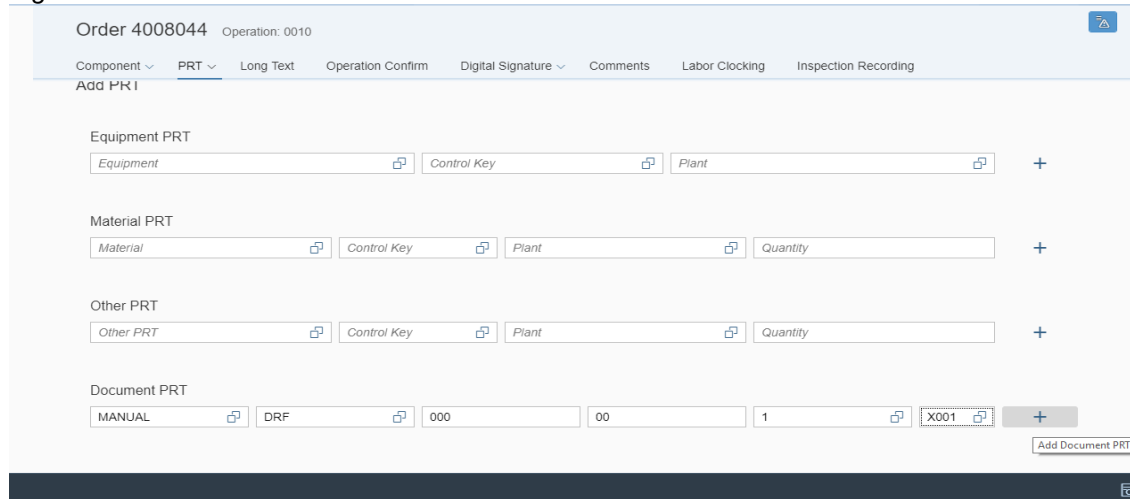 Order 4008044 Operation: 0010
Component PRT Long Text Operation Confirm Digital Signature Comments Labor Clocking Inspection Recording
Add PRT
Equipment PRT
Equipment Control Key Plant +
Material PRT
Material Control Key Plant Quantity +
Other PRT
Other PRT Control Key Plant Quantity +
Document PRT
MANUAL DRF 000 00 1 X001 +
Add Document PRT